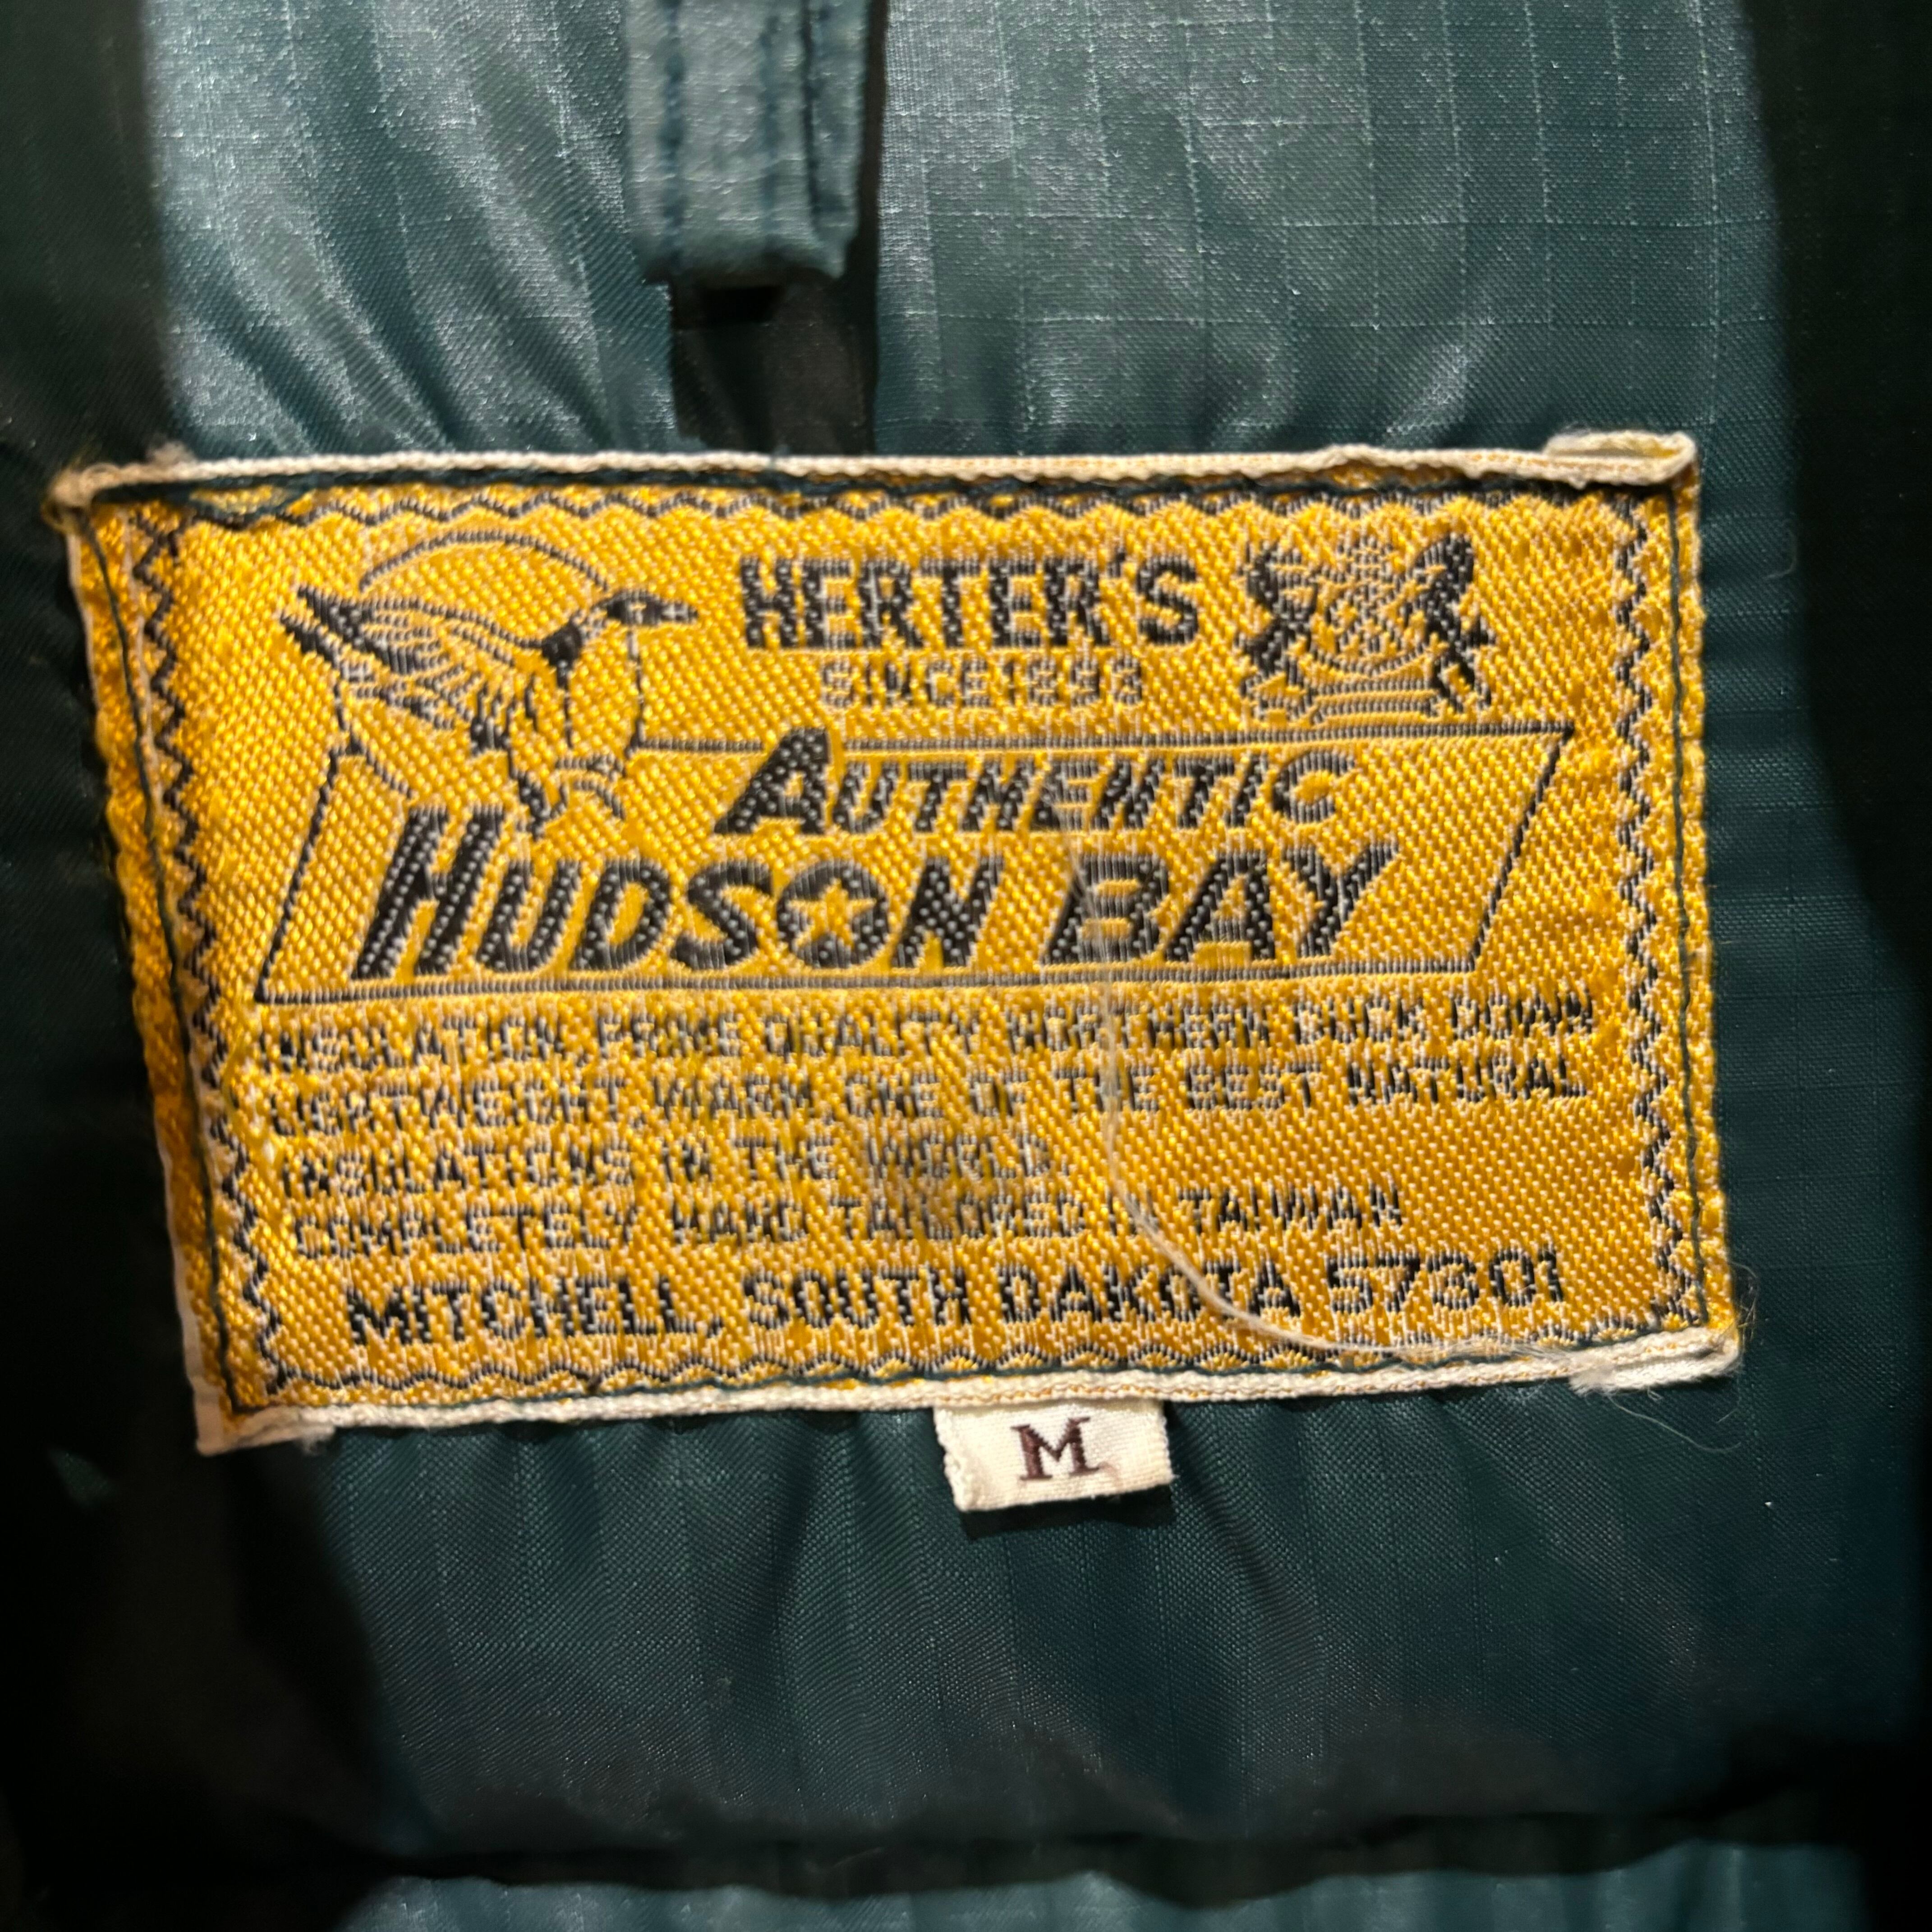 HERTER'S
SINCE 1893
AUTHENTIC
HUDSON BAY
INSULATION, PRIME QUALITY NORTHERN DUCK DOWN
LIGHTWEIGHT, WARM, ONE OF THE BEST NATURAL
INSULATIONS IN THE WORLD
COMPLETELY HAND TAILORED IN TAIWAN
MITCHELL, SOUTH DAKOTA 57301
M